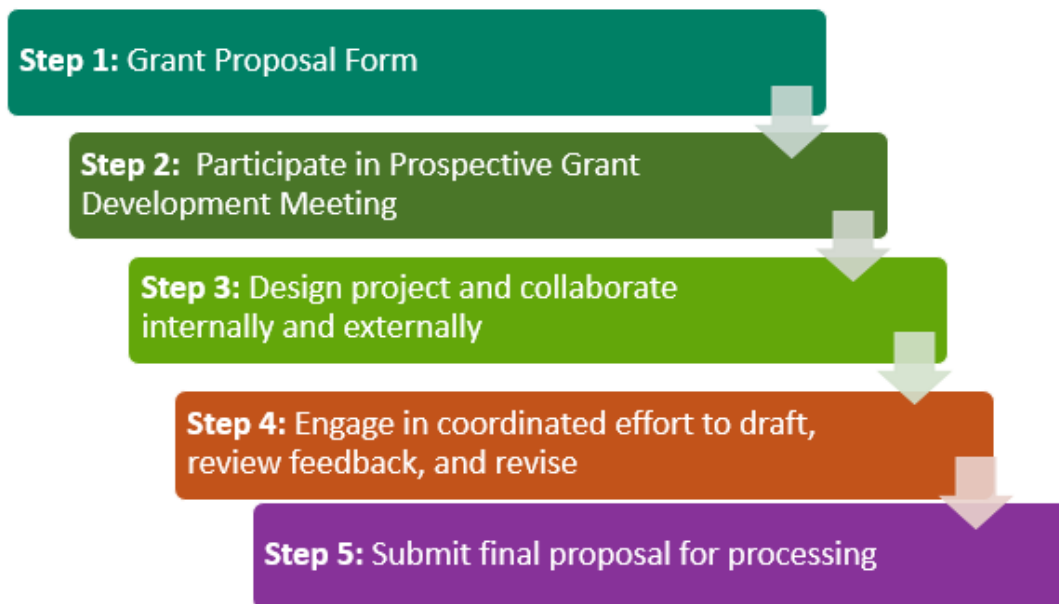 Step 1: Grant Proposal Form
Step 2:  Participate in Prospective Grant
Development Meeting
Step 3: Design project and collaborate
internally and externally
Step 4: Engage in coordinated effort to draft,
review feedback, and revise
Step 5: Submit final proposal for processing